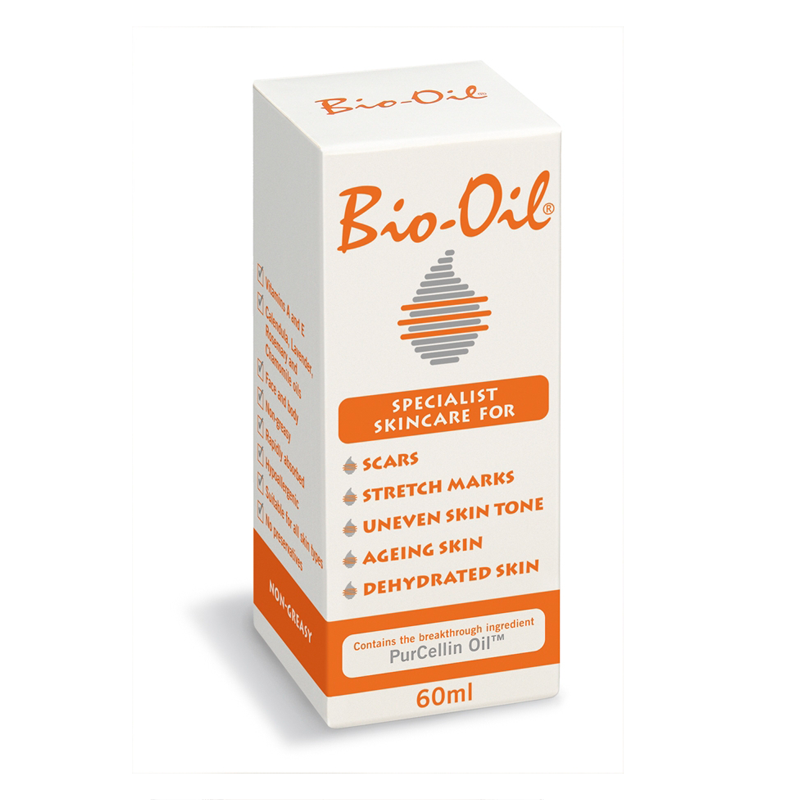 Bio-Oil™
Bio-Oil®
SPECIALIST
SKINCARE FOR
SCARS
STRETCH MARKS
UNEVEN SKIN TONE
AGEING SKIN
DEHYDRATED SKIN
Contains the breakthrough ingredient
PurCellin Oil™
60ml
Vitamins A and E
Calendula, Lavender,
Rosemary and
Chamomile oils
Face and body
Non-greasy
Rapidly absorbed
Hypoallergenic
Suitable for all skin types
No preservatives
NON-GREASY